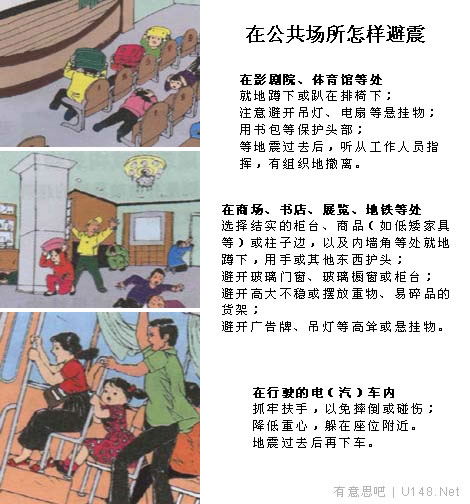 在公共场所怎样避震
在影剧院、体育馆等处
就地蹲下或趴在排椅下；
注意避开吊灯、电扇等悬挂物；
用书包等保护头部；
等地震过去后，听从工作人员指
挥，有组织地撤离。
在商场、书店、展览、地铁等处
选择结实的柜台、商品（如低矮家具
等）或柱子边，以及内墙角等处就地
蹲下，用手或其他东西护头；
避开玻璃门窗、玻璃橱窗或柜台；
避开高大不稳或摆放重物、易碎品的
货架；
避开广告牌、吊灯等高耸或悬挂物。
在行驶的电（汽）车内
抓牢扶手，以免摔倒或碰伤；
降低重心，躲在座位附近。
地震过去后再下车。
有意思吧 | U148.Net